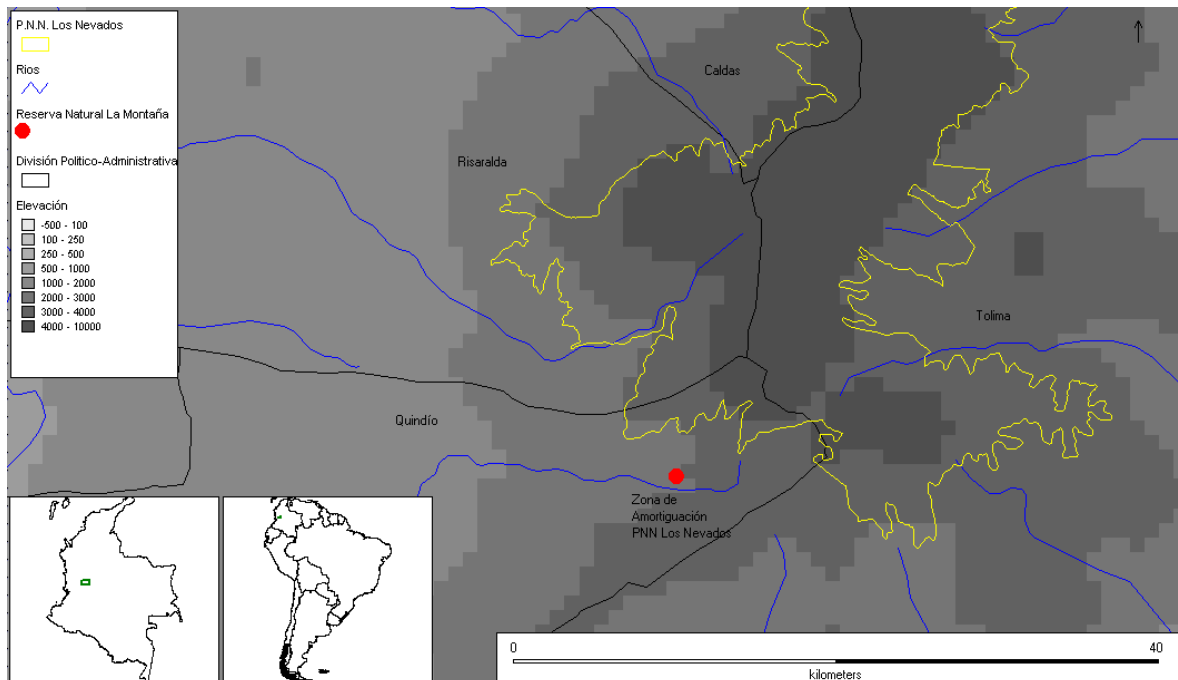 P.N.N. Los Nevados
Rios
Reserva Natural La Montaña
División Politico-Administrativa
Elevación
-500 - 100
100 - 250
250 - 500
500 - 1000
1000 - 2000
2000 - 3000
3000 - 4000
4000 - 10000
Caldas
Risaralda
Tolima
Quindío
Zona de
Amortiguación
PNN Los Nevados
0
40
kilometers